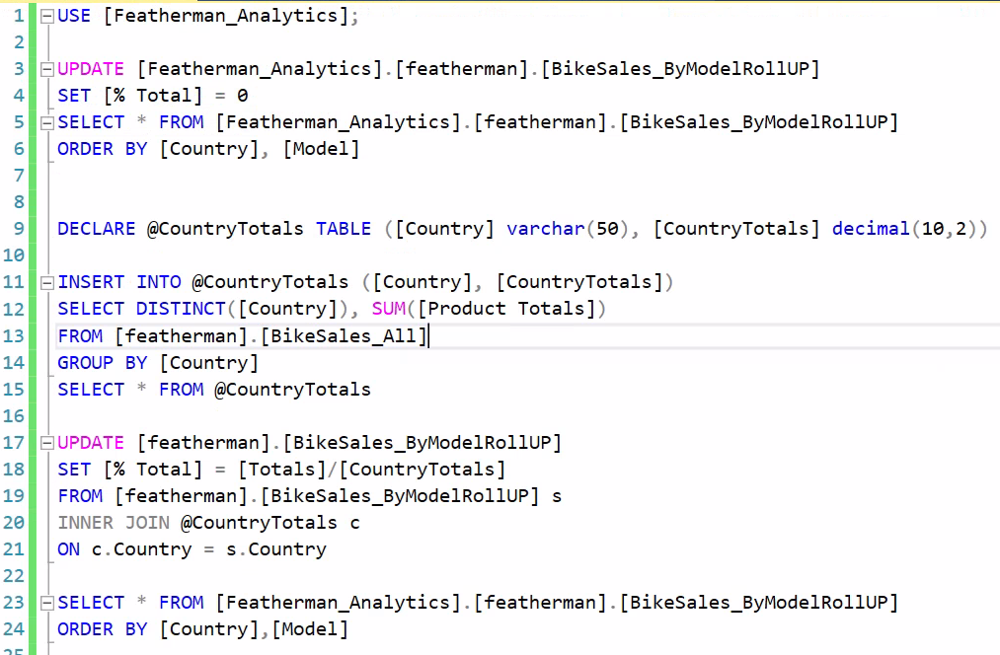 1 USE [Featherman_Analytics];
2
3 UPDATE [Featherman_Analytics].[featherman].[BikeSales_ByModelRollUP]
4 SET [% Total] = 0
5 SELECT * FROM [Featherman_Analytics].[featherman].[BikeSales_ByModelRollUP]
6 ORDER BY [Country], [Model]
7
8
9 DECLARE @CountryTotals TABLE ([Country] varchar(50), [CountryTotals] decimal(10,2))
10
11 INSERT INTO @CountryTotals ([Country], [CountryTotals])
12 SELECT DISTINCT([Country]), SUM([Product Totals])
13 FROM [featherman].[BikeSales_All]
14 GROUP BY [Country]
15 SELECT * FROM @CountryTotals
16
17 UPDATE [featherman].[BikeSales_ByModelRollUP]
18 SET [% Total] = [Totals]/[CountryTotals]
19 FROM [featherman].[BikeSales_ByModelRollUP] s
20 INNER JOIN @CountryTotals c
21 ON c.Country = s.Country
22
23 SELECT * FROM [Featherman_Analytics].[featherman].[BikeSales_ByModelRollUP]
24 ORDER BY [Country],[Model]
25